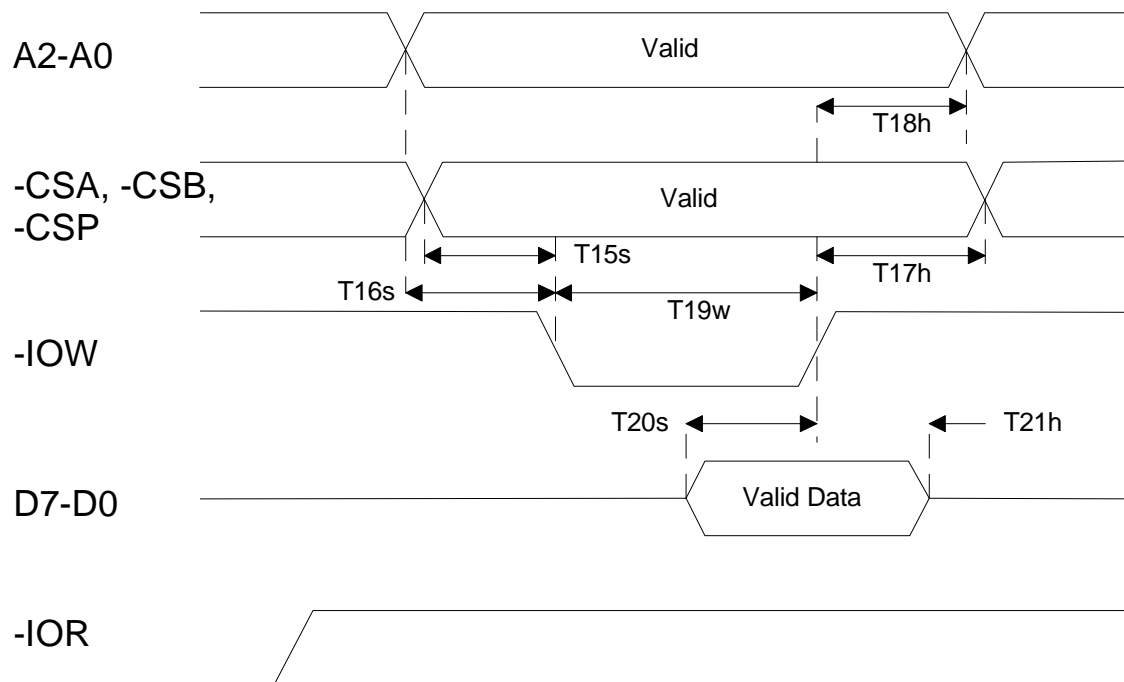 A2-A0
Valid
T18h
-CSA, -CSB,
-CSP
Valid
T15s
T17h
T16s
T19w
-IOW
T20s
T21h
D7-D0
Valid Data
-IOR